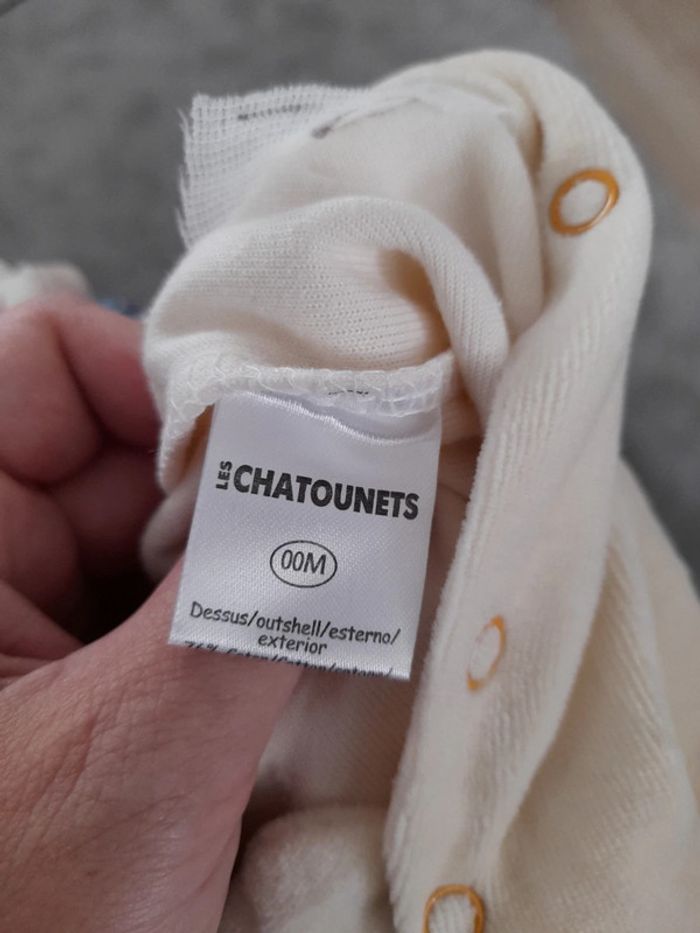 LES CHATOUNETS
00M
Dessus/outshell/esterno/
exterior